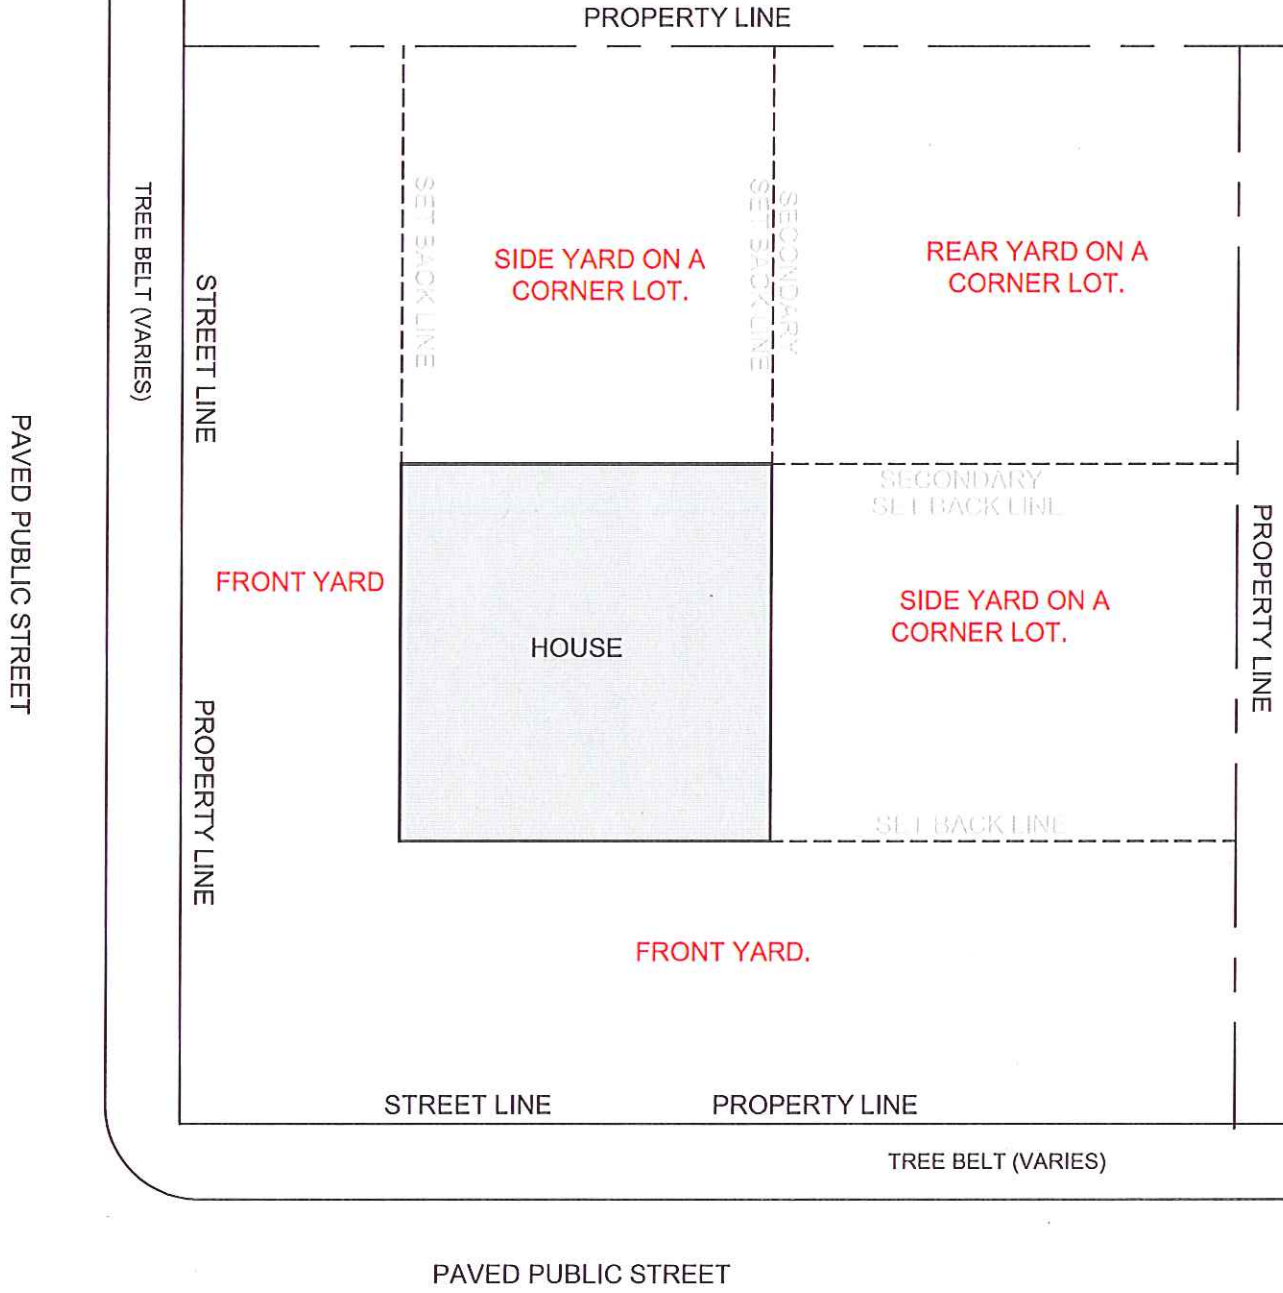 PROPERTY LINE
TREE BELT (VARIES)
STREET LINE
SET BACK LINE
SIDE YARD ON A
CORNER LOT.
SECONDARY
SET BACK LINE
REAR YARD ON A
CORNER LOT.
PAVED PUBLIC STREET
FRONT YARD
HOUSE
SECONDARY
SET BACK LINE
SIDE YARD ON A
CORNER LOT.
PROPERTY LINE
PROPERTY LINE
SET BACK LINE
FRONT YARD.
STREET LINE
PROPERTY LINE
TREE BELT (VARIES)
PAVED PUBLIC STREET